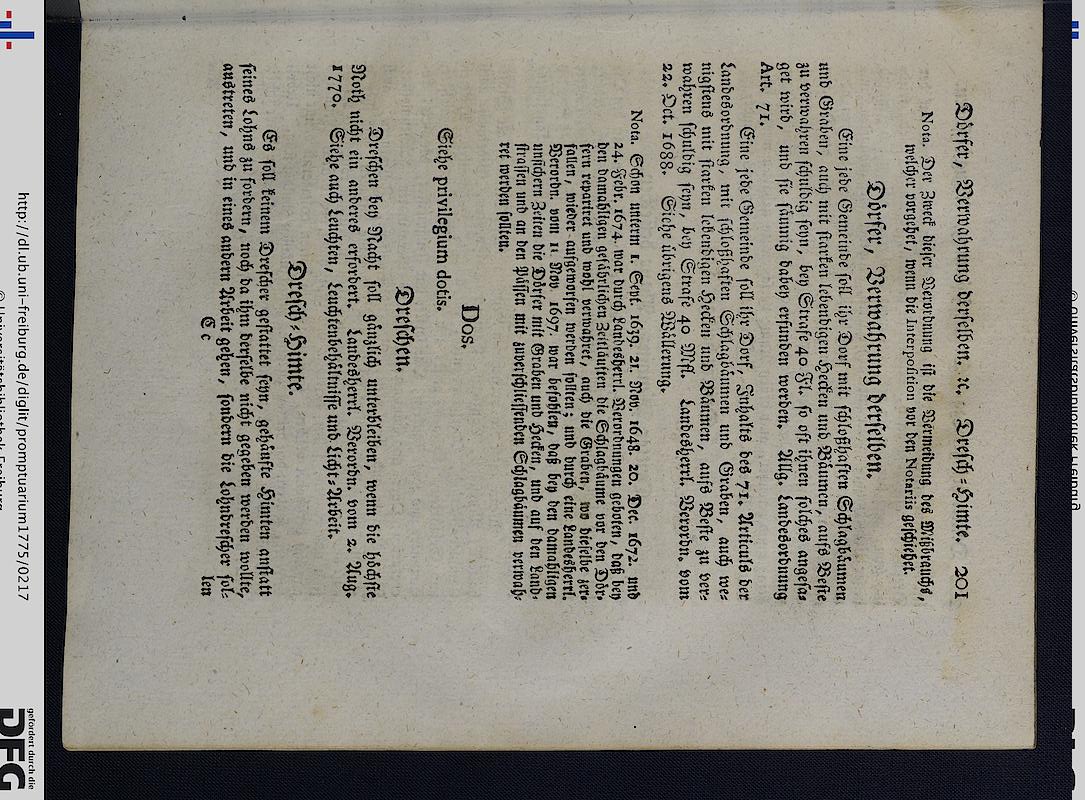 Dörfer, Verwahrung derselben. ꝛc. Dresch-Himte. 201
Nota. Der Zweck dieser Verordnung ist die Vermeidung des Mißbrauchs,
welcher vorgehet, wenn die Interposition vor den Notariis geschiehet.
Dörfer, Verwahrung derselben.
Eine jede Gemeinde soll ihr Dorf mit schloßhaften Schlagbäumen
und Graben, auch mit starken lebendigen Hecken und Bäumen, aufs Beste
zu verwahren schuldig seyn, bey Strafe 40 Fl. so oft ihnen solches angesa-
get wird, und sie säumig dabey erfunden werden. Allg. Landesordnung
Art. 71.
Eine jede Gemeinde soll ihr Dorf, Inhalts des 71. Articuls der
Landesordnung, mit schloßhaften Schlagbäumen und Graben, auch we-
nigstens mit starken lebendigen Hecken und Bäumen, aufs Beste zu ver-
wahren schuldig seyn, bey Strafe 40 Mfl. Landesherrl. Verordn. vom
22. Oct. 1688. Siehe übrigens Wällerung.
Nota. Schon unterm 1. Sept. 1639. 21. Nov. 1648. 20. Dec. 1672. und
24. Febr. 1674. war durch Landesherrl. Verordnungen geboten, daß bey
den damahligen gefährlichen Zeitläuften die Schlagbäume vor den Dör-
fern repariret und wohl verwahret, auch die Graben, wo dieselbe zer-
fallen, wieder aufgeworfen werden sollten; und durch eine Landesherrl.
Verordn. vom 11. Nov 1697. war befohlen, daß bey den damahligen
unsichern Zeiten die Dörfer mit Graben und Hecken, und auf den Land-
strassen und an den Pässen mit zuverschliessenden Schlagbäumen verwah-
ret werden sollten.
Dos.
Siehe privilegium dotis.
Dreschen.
Dreschen bey Nacht soll gänzlich unterbleiben, wenn die höchste
Noth nicht ein anderes erfordert. Landesherrl. Verordn. vom 2. Aug.
1770. Siehe auch Leuchten, Leuchtenbehältnisse und Licht-Arbeit.
Dresch-Himte.
Es soll keinem Drescher gestattet seyn, gehäufte Himten anstatt
seines Lohns zu fodern, noch da ihm derselbe nicht gegeben werden wollte,
austreten, und in eines andern Arbeit gehen, sondern die Lohndrescher sol-
C c
len
http://dl.ub.uni-freiburg.de/diglit/promptuarium1775/0217
© Universitätsbibliothek Freiburg
gefördert durch die
DFG